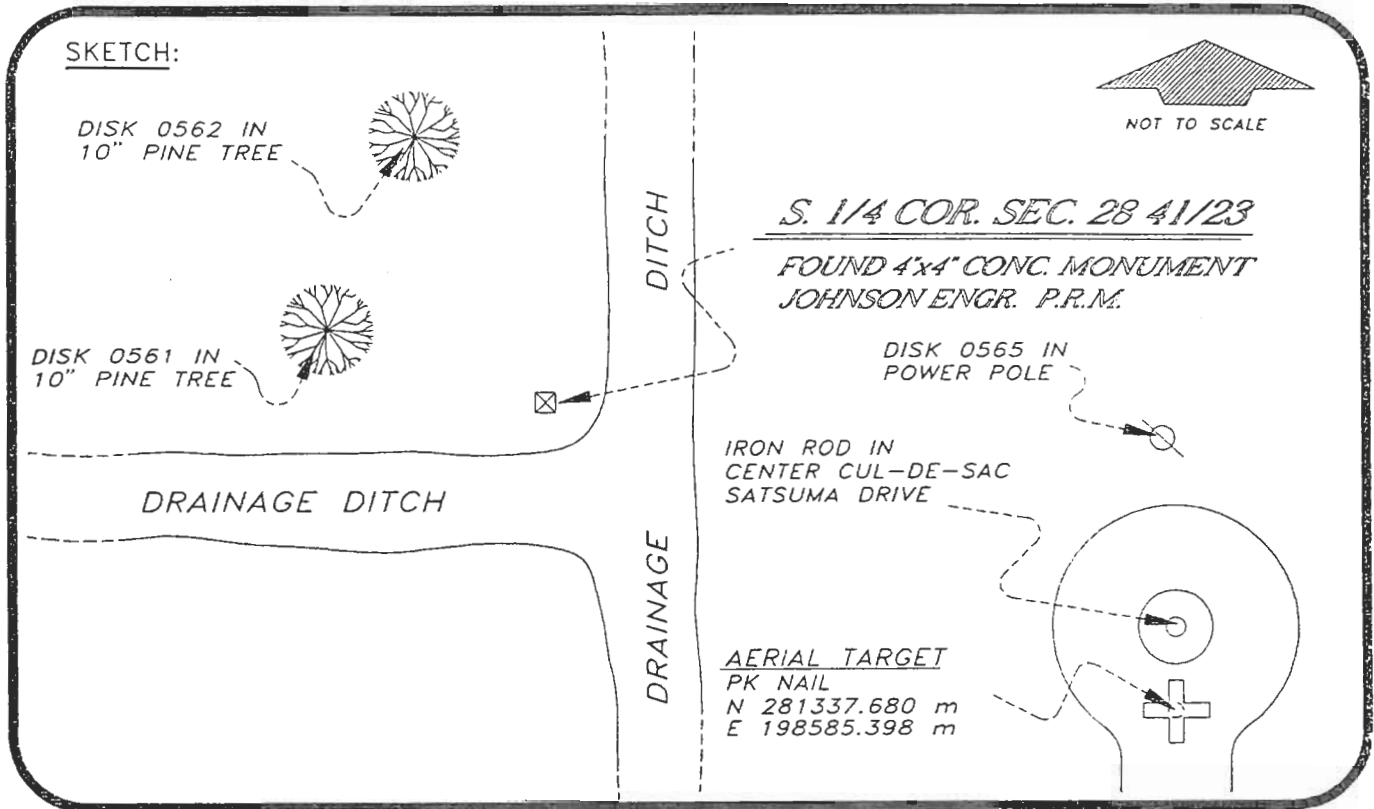 SKETCH:
NOT TO SCALE
DISK 0562 IN
10" PINE TREE
S. 1/4 COR. SEC. 28 41/23
FOUND 4"x4" CONC. MONUMENT
JOHNSON ENGR. P.R.M.
DISK 0561 IN
10" PINE TREE
DISK 0565 IN
POWER POLE
IRON ROD IN
CENTER CUL-DE-SAC
SATSUMA DRIVE
DRAINAGE DITCH
DRAINAGE DITCH
AERIAL TARGET
PK NAIL
N 281337.680 m
E 198585.398 m